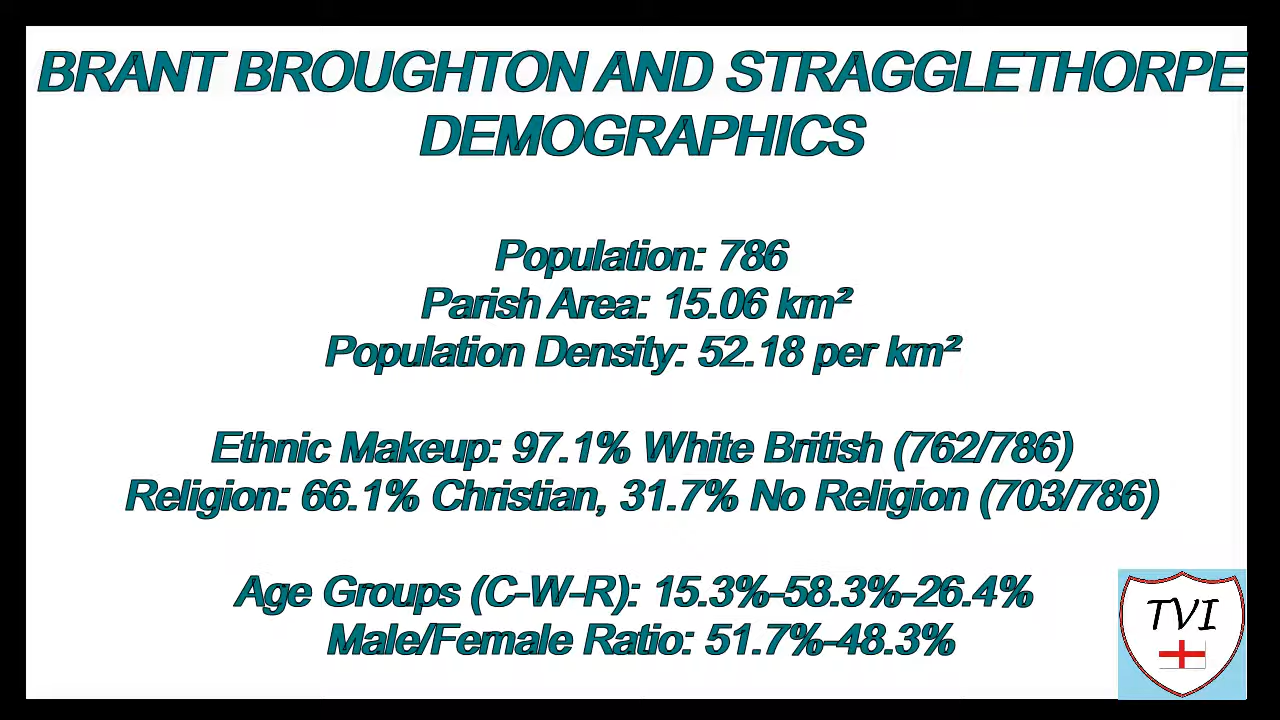 BRANT BROUGHTON AND STRAGGLETHORPE
DEMOGRAPHICS
Population: 786
Parish Area: 15.06 km²
Population Density: 52.18 per km²
Ethnic Makeup: 97.1% White British (762/786)
Religion: 66.1% Christian, 31.7% No Religion (703/786)
Age Groups (C-W-R): 15.3%-58.3%-26.4%
Male/Female Ratio: 51.7%-48.3%
TVI